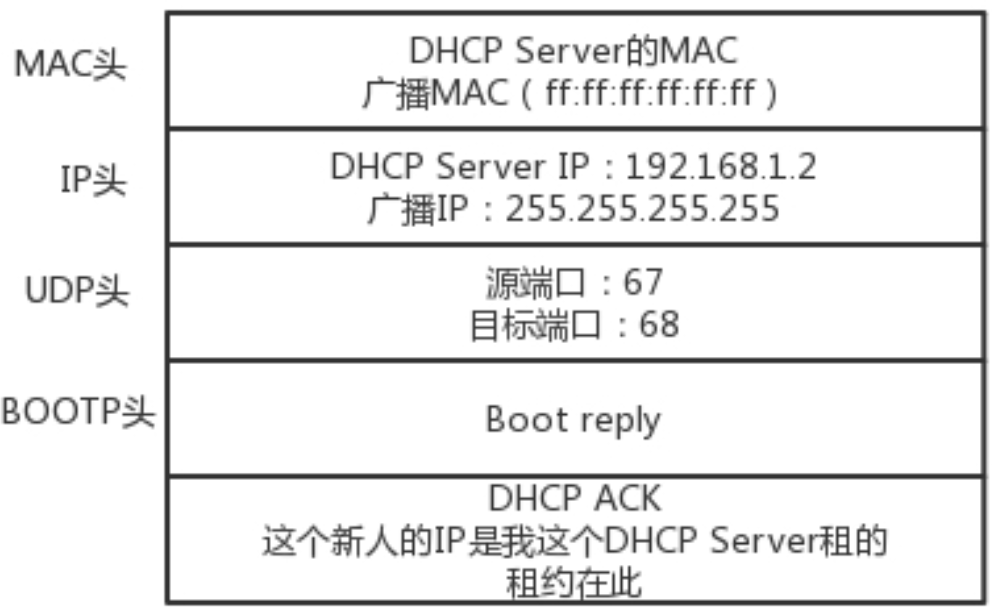 MAC头
DHCP Server的MAC
广播MAC（ff:ff:ff:ff:ff:ff）
IP头
DHCP Server IP：192.168.1.2
广播IP：255.255.255.255
UDP头
源端口：67
目标端口：68
BOOTP头
Boot reply
DHCP ACK
这个新人的IP是我这个DHCP Server租的
租约在此